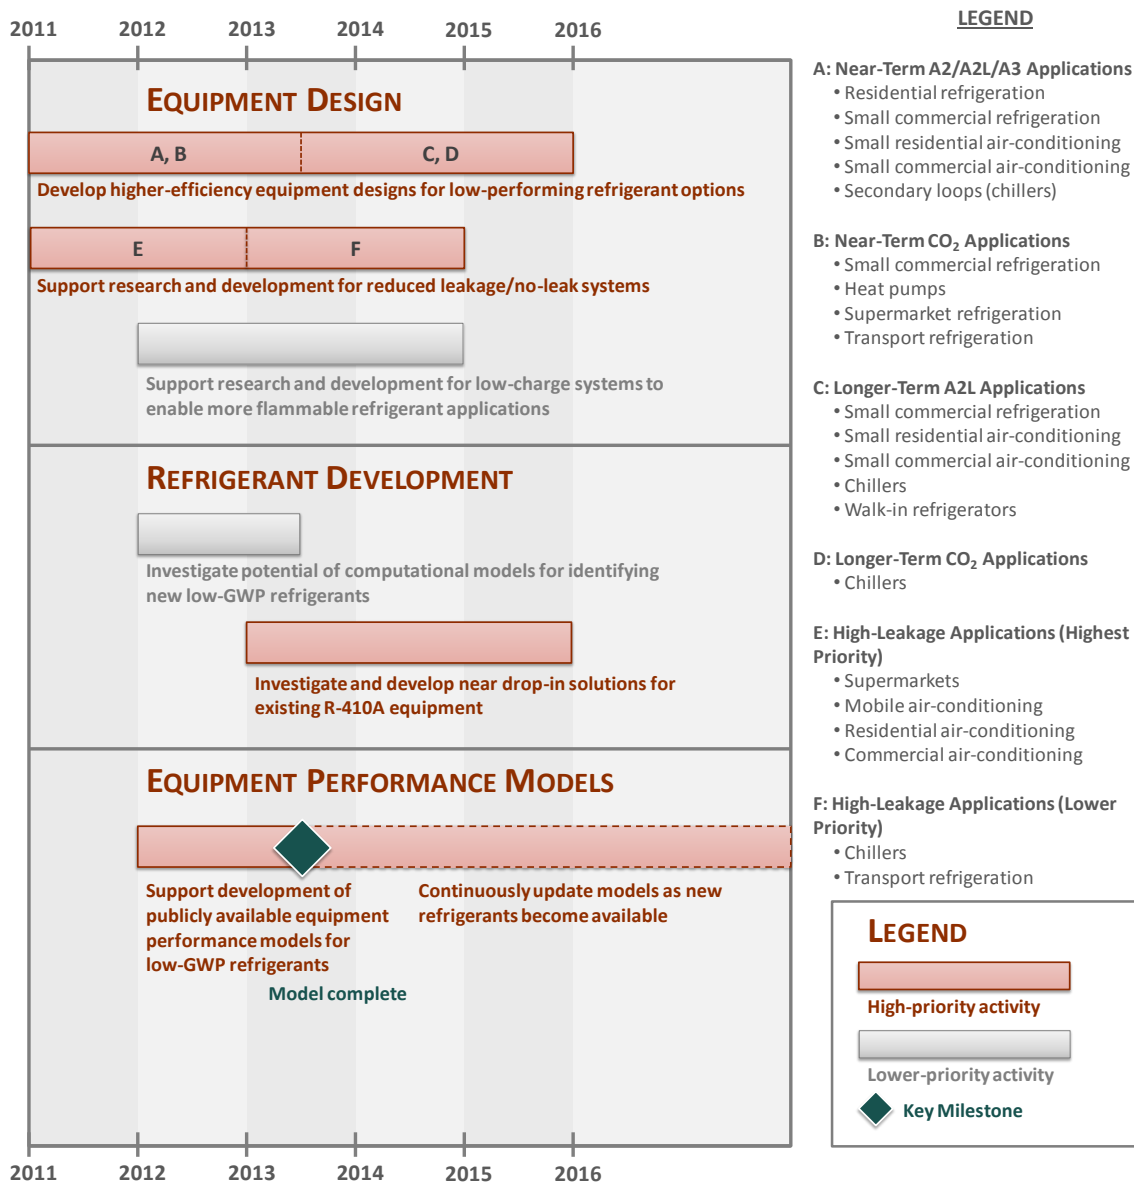 2011 2012 2013 2014 2015 2016
EQUIPMENT DESIGN
A, B
C, D
Develop higher-efficiency equipment designs for low-performing refrigerant options
E
F
Support research and development for reduced leakage/no-leak systems
Support research and development for low-charge systems to
enable more flammable refrigerant applications
REFRIGERANT DEVELOPMENT
Investigate potential of computational models for identifying
new low-GWP refrigerants
Investigate and develop near drop-in solutions for
existing R-410A equipment
EQUIPMENT PERFORMANCE MODELS
Support development of
publicly available equipment
performance models for
low-GWP refrigerants
Continuously update models as new
refrigerants become available
Model complete
2011 2012 2013 2014 2015 2016
LEGEND
A: Near-Term A2/A2L/A3 Applications
• Residential refrigeration
• Small commercial refrigeration
• Small residential air-conditioning
• Small commercial air-conditioning
• Secondary loops (chillers)
B: Near-Term CO₂ Applications
• Small commercial refrigeration
• Heat pumps
• Supermarket refrigeration
• Transport refrigeration
C: Longer-Term A2L Applications
• Small commercial refrigeration
• Small residential air-conditioning
• Small commercial air-conditioning
• Chillers
• Walk-in refrigerators
D: Longer-Term CO₂ Applications
• Chillers
E: High-Leakage Applications (Highest
Priority)
• Supermarkets
• Mobile air-conditioning
• Residential air-conditioning
• Commercial air-conditioning
F: High-Leakage Applications (Lower
Priority)
• Chillers
• Transport refrigeration
LEGEND
High-priority activity
Lower-priority activity
Key Milestone